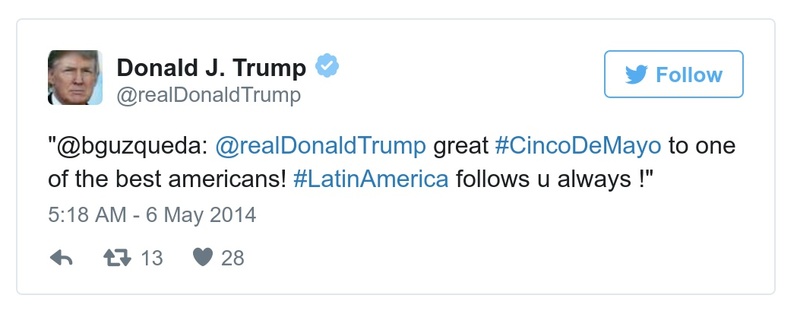 Donald J. Trump
@realDonaldTrump
Follow
"@bguzqueda: @realDonaldTrump great #CincoDeMayo to one
of the best americans! #LatinAmerica follows u always !"
5:18 AM - 6 May 2014
13 28